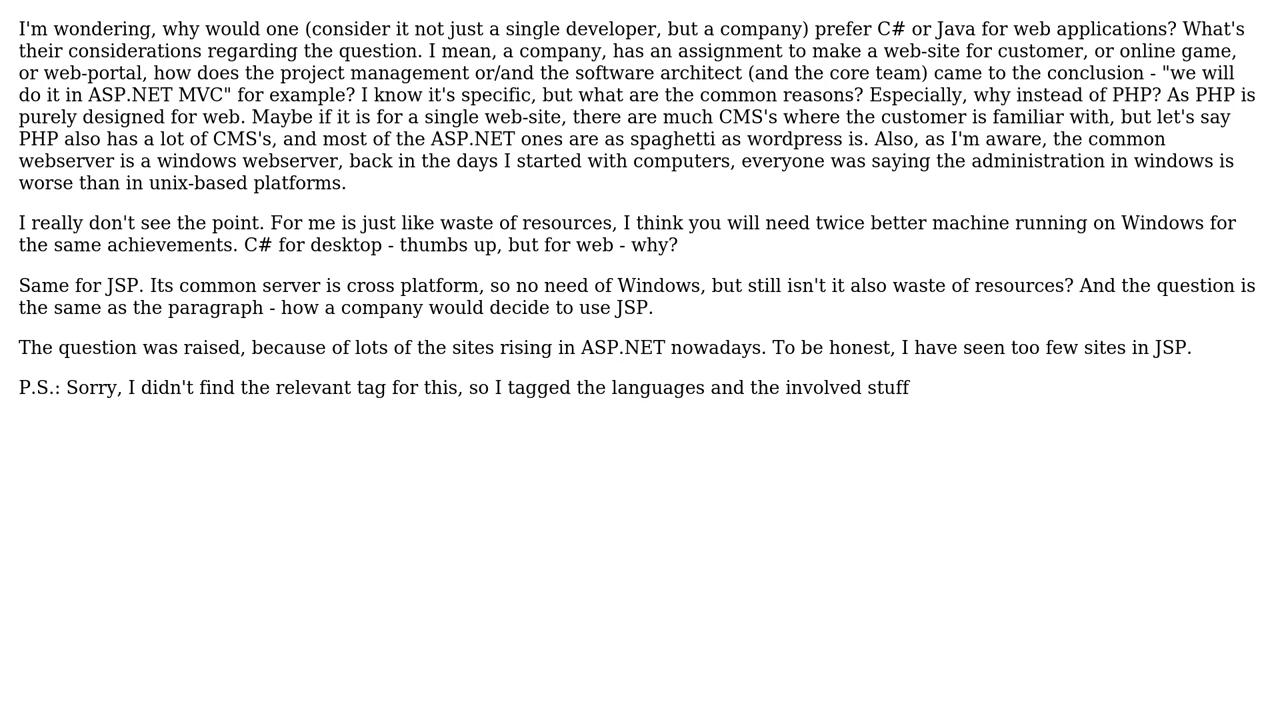 I'm wondering, why would one (consider it not just a single developer, but a company) prefer C# or Java for web applications? What's
their considerations regarding the question. I mean, a company, has an assignment to make a web-site for customer, or online game,
or web-portal, how does the project management or/and the software architect (and the core team) came to the conclusion - "we will
do it in ASP.NET MVC" for example? I know it's specific, but what are the common reasons? Especially, why instead of PHP? As PHP is
purely designed for web. Maybe if it is for a single web-site, there are much CMS's where the customer is familiar with, but let's say
PHP also has a lot of CMS's, and most of the ASP.NET ones are as spaghetti as wordpress is. Also, as I'm aware, the common
webserver is a windows webserver, back in the days I started with computers, everyone was saying the administration in windows is
worse than in unix-based platforms.
I really don't see the point. For me is just like waste of resources, I think you will need twice better machine running on Windows for
the same achievements. C# for desktop - thumbs up, but for web - why?
Same for JSP. Its common server is cross platform, so no need of Windows, but still isn't it also waste of resources? And the question is
the same as the paragraph - how a company would decide to use JSP.
The question was raised, because of lots of the sites rising in ASP.NET nowadays. To be honest, I have seen too few sites in JSP.
P.S.: Sorry, I didn't find the relevant tag for this, so I tagged the languages and the involved stuff